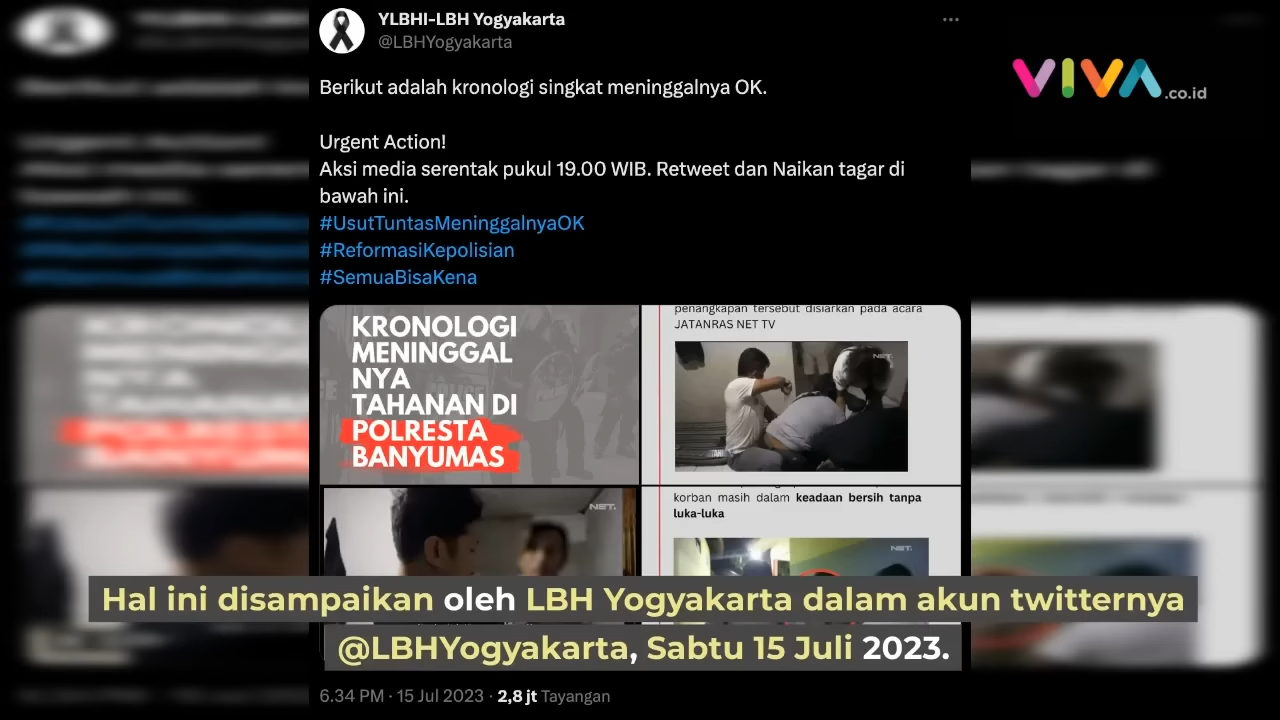 YLBHI-LBH Yogyakarta
@LBHYogyakarta
VIVA.co.id
Berikut adalah kronologi singkat meninggalnya OK.
Urgent Action!
Aksi media serentak pukul 19.00 WIB. Retweet dan Naikan tagar di
bawah ini.
#UsutTuntasMeninggalnyaOK
#ReformasiKepolisian
#SemuaBisaKena
KRONOLOGI
MENINGGAL
NYA
TAHANAN DI
POLRESTA
BANYUMAS
penangkapan tersebut disiarkan pada acara
JATANRAS NET TV
NET.
NET.
korban masih dalam keadaan bersih tanpa
luka-luka
NET.
Hal ini disampaikan oleh LBH Yogyakarta dalam akun twitternya
@LBHYogyakarta, Sabtu 15 Juli 2023.
6.34 PM · 15 Jul 2023 · 2,8 jt Tayangan